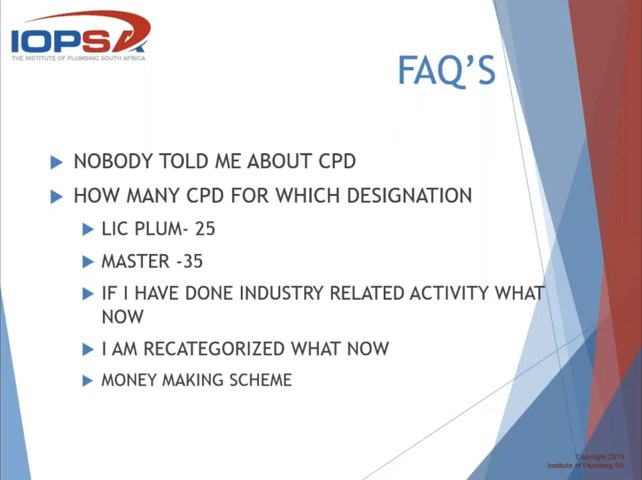 IOPSA
THE INSTITUTE OF PLUMBING SOUTH AFRICA
FAQ'S
NOBODY TOLD ME ABOUT CPD
HOW MANY CPD FOR WHICH DESIGNATION
LIC PLUM- 25
MASTER -35
IF I HAVE DONE INDUSTRY RELATED ACTIVITY WHAT
NOW
I AM RECATEGORIZED WHAT NOW
MONEY MAKING SCHEME
Copyright 2019
Institute of Plumbing SA